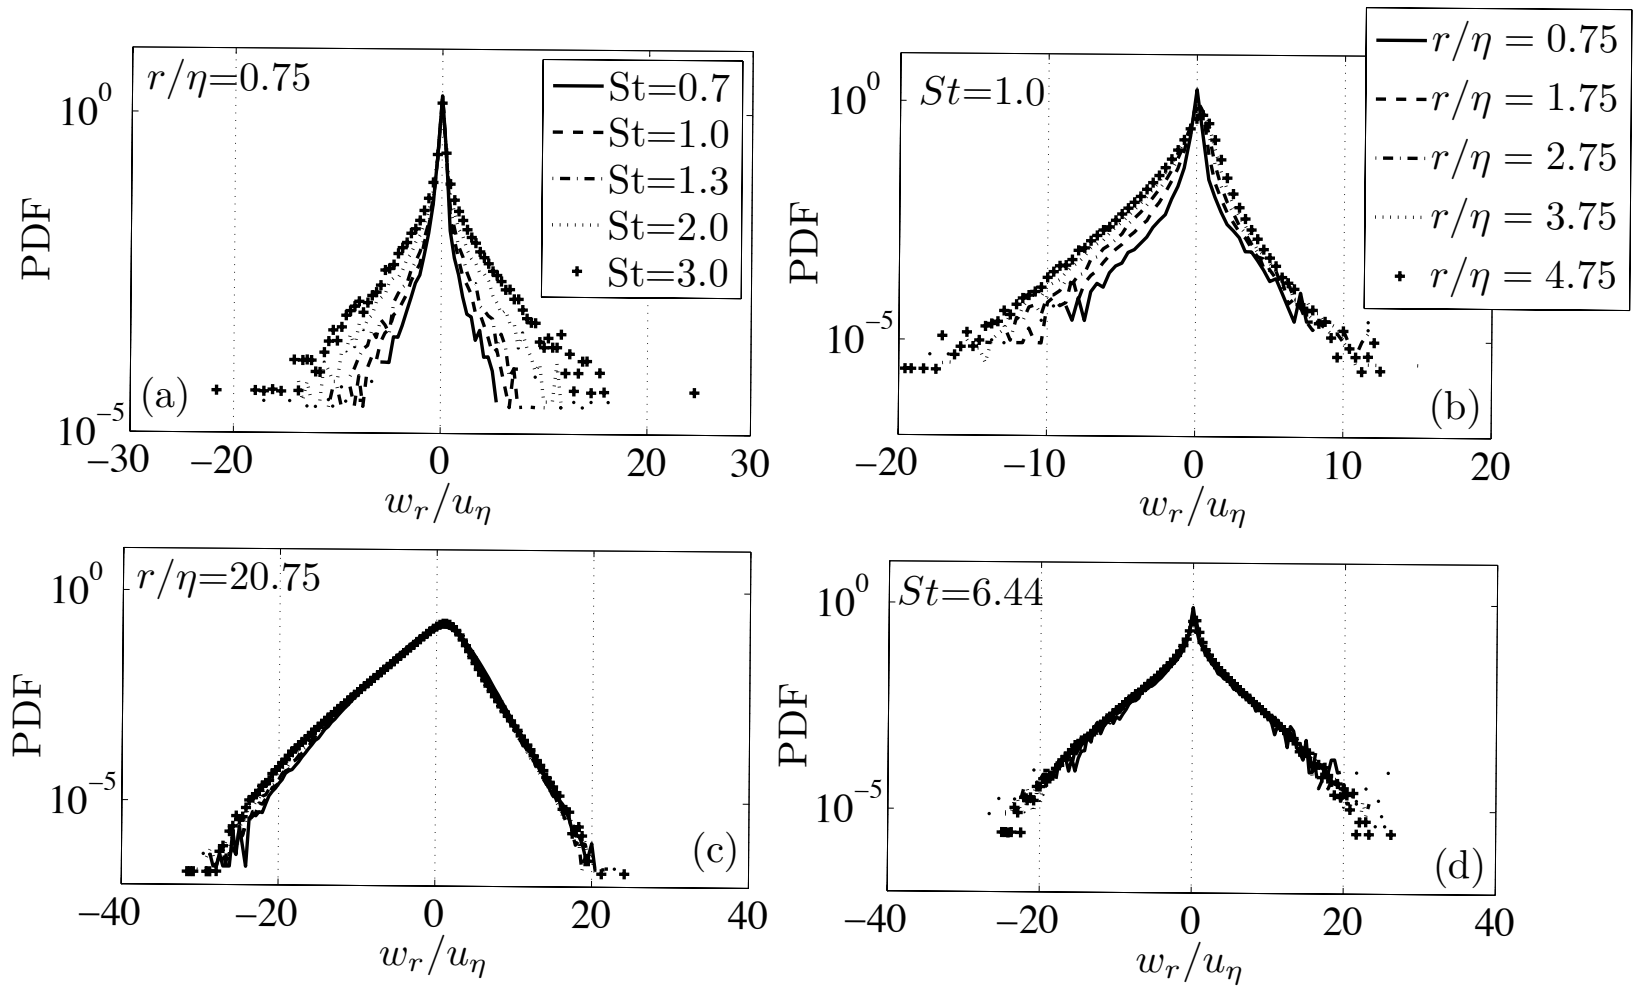 r/η=0.75
St=0.7
St=1.0
St=1.3
St=2.0
St=3.0
10^0
10^-5
PDF
(a)
−30 −20 0 20 30
w_r/u_η
St=1.0
r/η = 0.75
r/η = 1.75
r/η = 2.75
r/η = 3.75
r/η = 4.75
10^0
10^-5
PDF
(b)
−20 −10 0 10 20
w_r/u_η
r/η=20.75
10^0
10^-5
PDF
(c)
−40 −20 0 20 40
w_r/u_η
St=6.44
10^0
10^-5
PDF
(d)
−40 −20 0 20 40
w_r/u_η